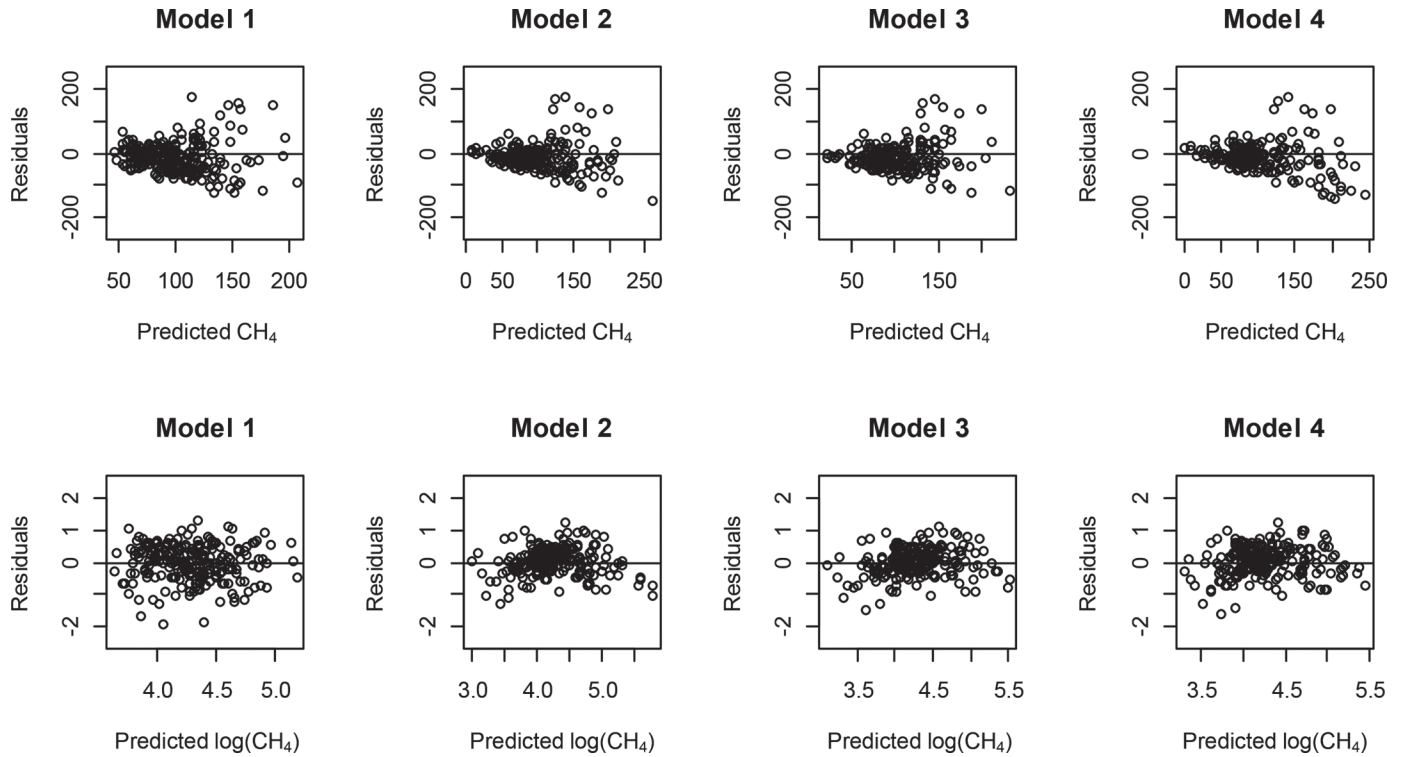 Model 1
Model 2
Model 3
Model 4
Residuals
200
0
-200
50 100 150 200
Predicted CH₄
Residuals
200
0
-200
0 50 150 250
Predicted CH₄
Residuals
200
0
-200
50 150
Predicted CH₄
Residuals
200
0
-200
0 50 150 250
Predicted CH₄
Model 1
Model 2
Model 3
Model 4
Residuals
2
1
0
-2
4.0 4.5 5.0
Predicted log(CH₄)
Residuals
2
1
0
-2
3.0 4.0 5.0
Predicted log(CH₄)
Residuals
2
1
0
-2
3.5 4.5 5.5
Predicted log(CH₄)
Residuals
2
1
0
-2
3.5 4.5 5.5
Predicted log(CH₄)